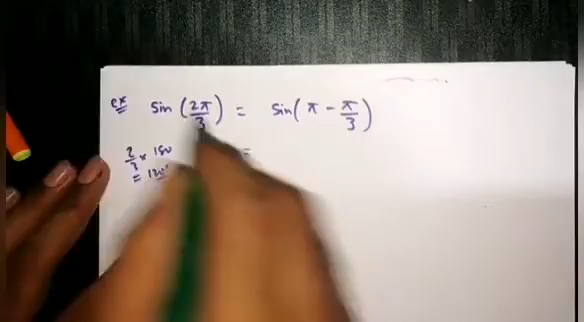 ex sin (2π/3) = sin(π - π/3)
2/3 × 180 =
= 120°